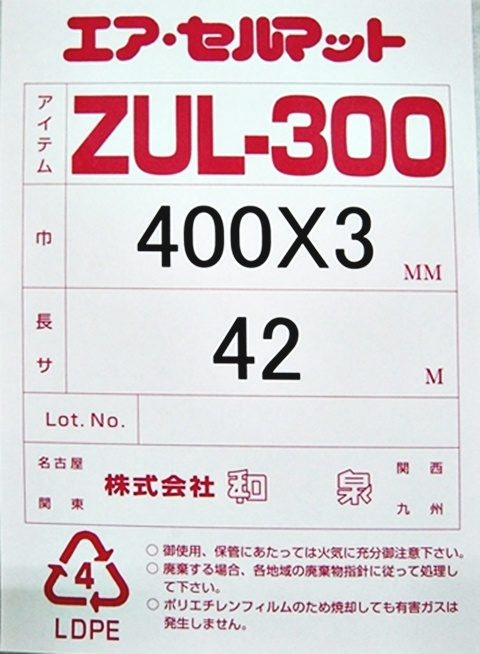 エア・セルマット
アイテム
ZUL-300
巾
400X3
MM
長サ
42
M
Lot. No.
名古屋
関東
株式会社 和泉
関西
九州
4
LDPE
○ 御使用、保管にあたっては火気に充分御注意下さい。
○ 廃棄する場合、各地域の廃棄物指針に従って処理し
て下さい。
○ ポリエチレンフィルムのため焼却しても有害ガスは
発生しません。